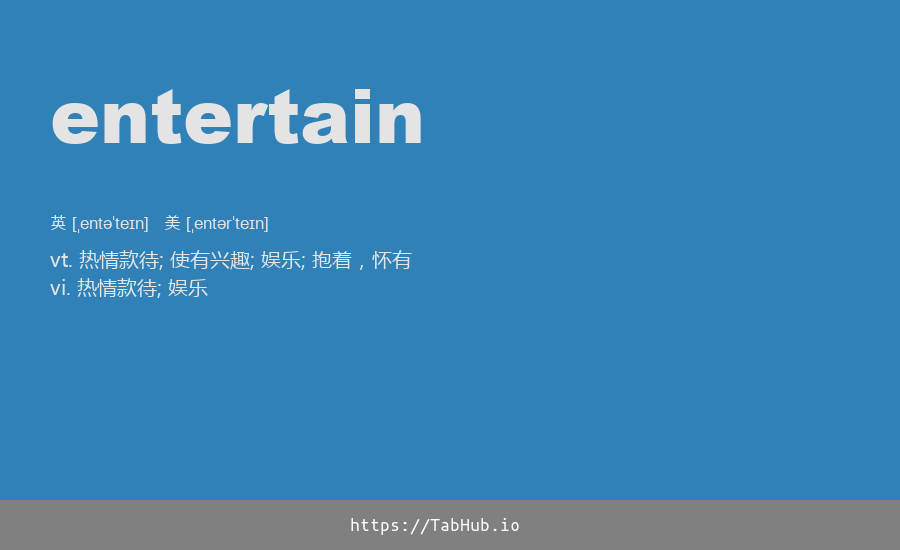 entertain
英 [ˌentəˈteɪn] 美 [ˌentərˈteɪn]
vt. 热情款待; 使有兴趣; 娱乐; 抱着，怀有
vi. 热情款待; 娱乐
https://TabHub.io